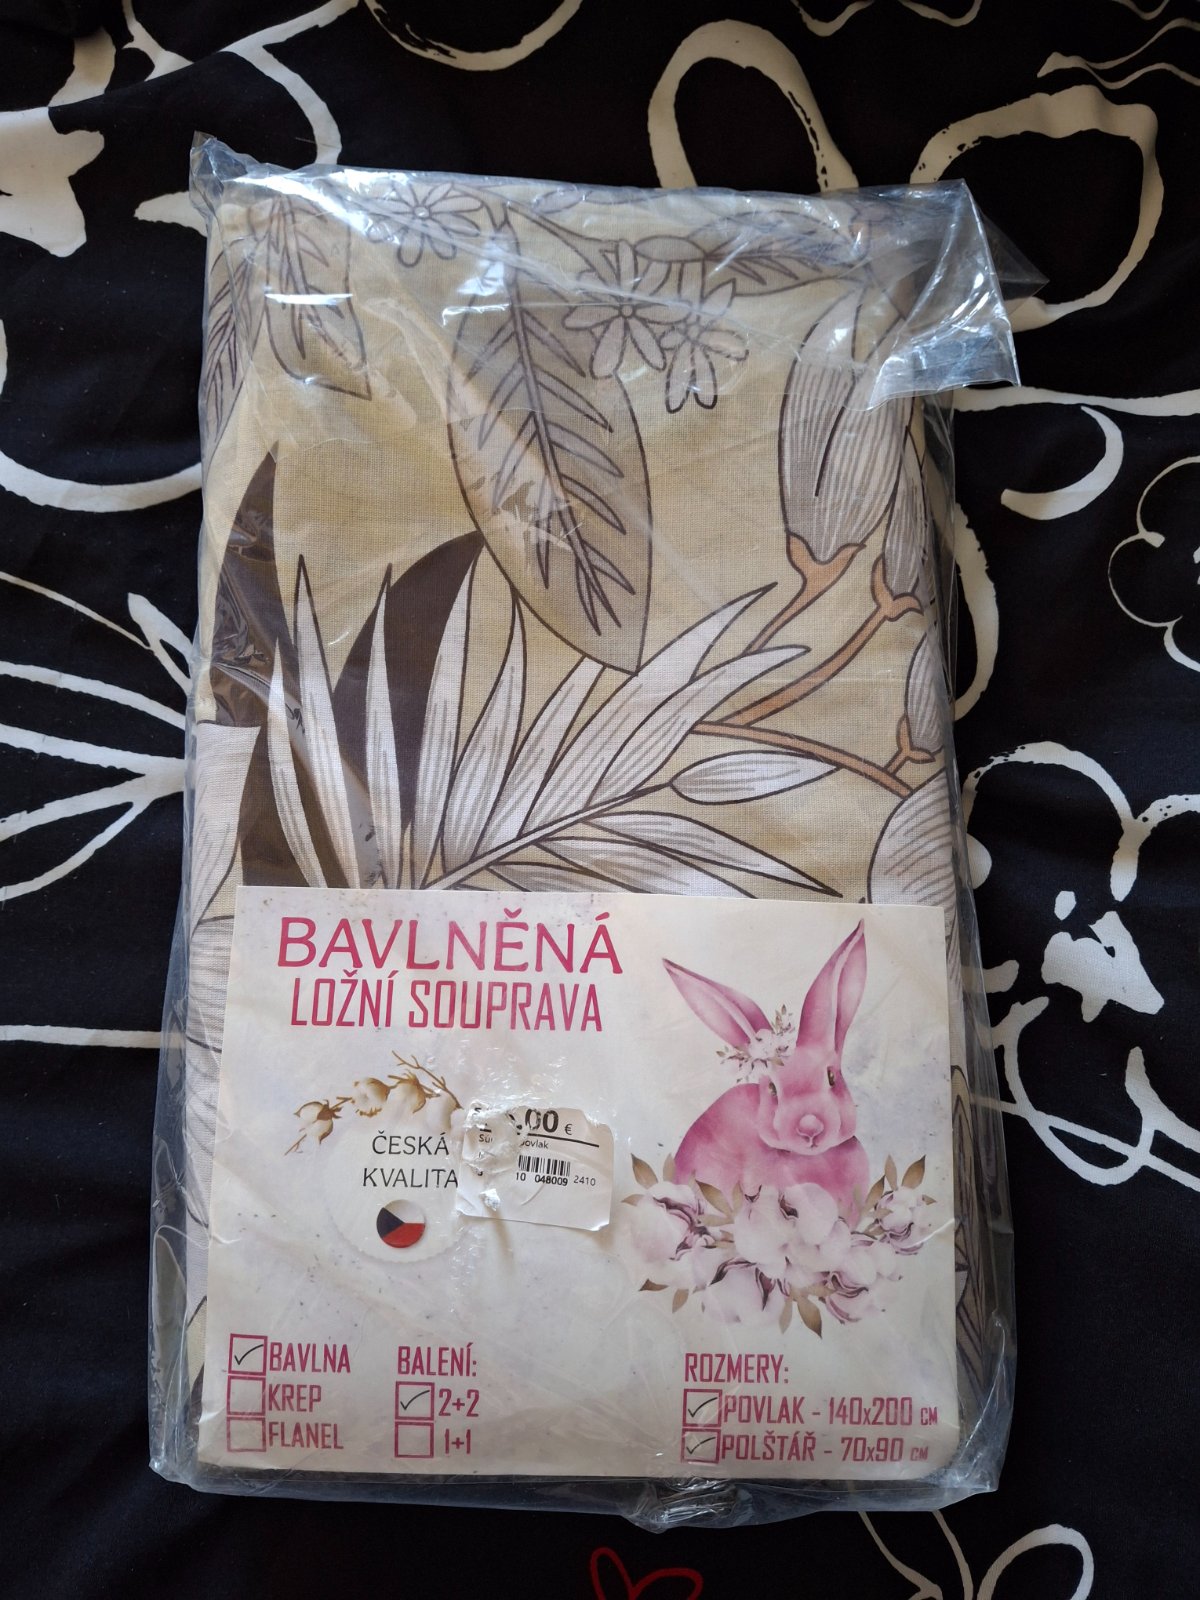 BAVLNĚNÁ
LOŽNÍ SOUPRAVA
ČESKÁ
KVALITA
.00 €
10 048009 2410
BAVLNA
KREP
FLANEL
BALENÍ:
2+2
1+1
ROZMERY:
POVLAK - 140x200 CM
POLŠTÁŘ - 70x90 CM